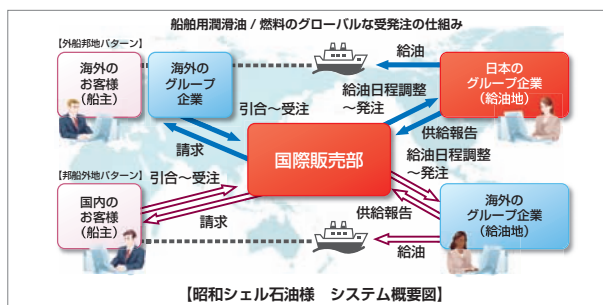 船舶用潤滑油/燃料のグローバルな受発注の仕組み
【外船邦地パターン】
海外の
お客様
(船主)
海外の
グループ
企業
給油
日本の
グループ企業
(給油地)
引合～受注
給油日程調整
～発注
請求
国際販売部
供給報告
給油日程調整
～発注
【邦船外地パターン】
国内の
お客様
(船主)
引合～受注
請求
供給報告
海外の
グループ企業
(給油地)
給油
【昭和シェル石油様 システム概要図】